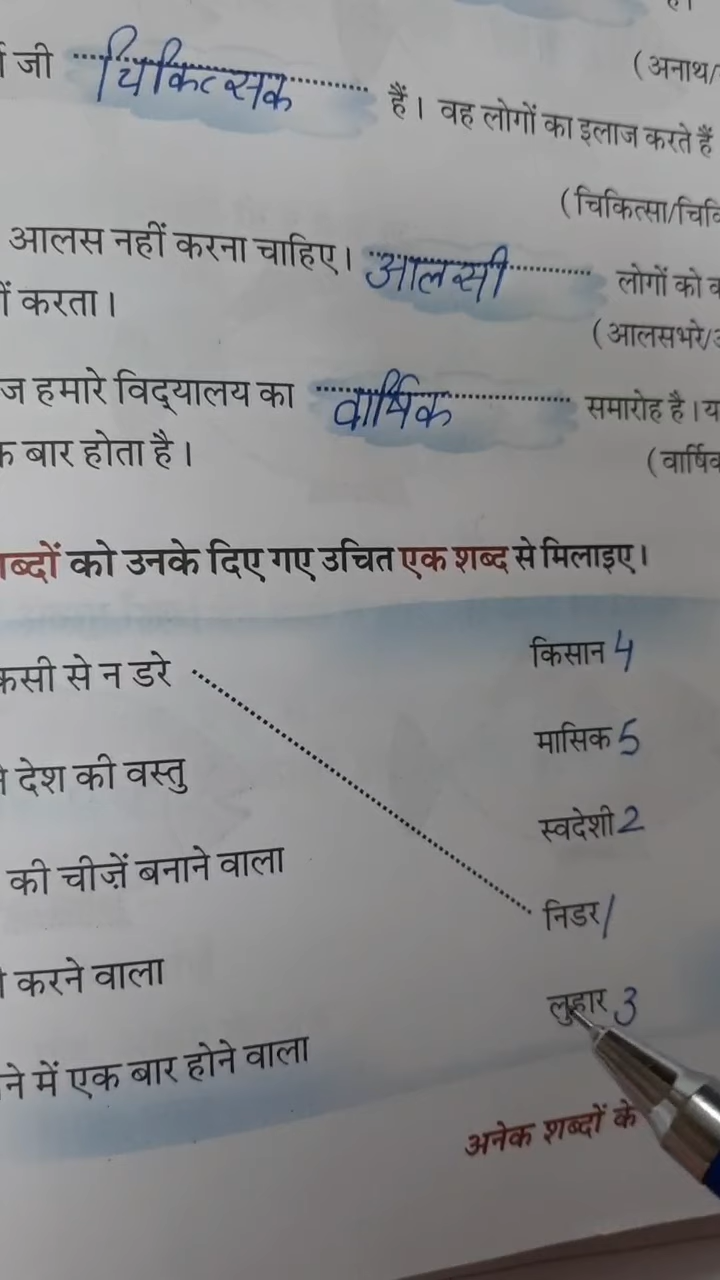 जी चिकित्सक हैं। वह लोगों का इलाज करते हैं
(अनाथ/
(चिकित्सा/
आलस नहीं करना चाहिए। आलसी लोगों को
करता।
(आलसभरे/
हमारे विद्यालय का वार्षिक समारोह है।
बार होता है।
(वार्षिक
को उनके दिए गए उचित एक शब्द से मिलाइए।
से न डरे
किसान 4
देश की वस्तु
मासिक 5
की चीज़ें बनाने वाला
स्वदेशी 2
करने वाला
निडर 1
में एक बार होने वाला
लुहार 3
अनेक शब्दों के